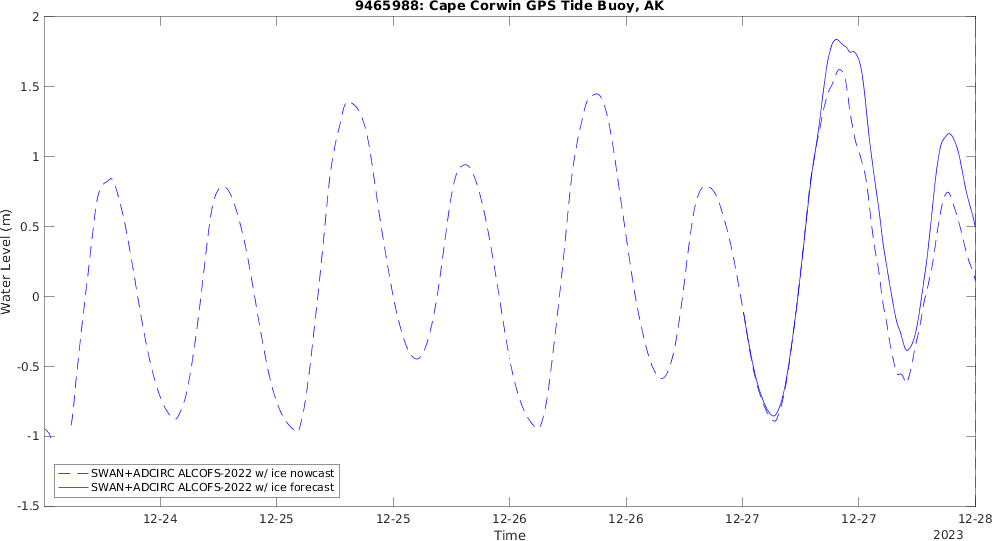 9465988: Cape Corwin GPS Tide Buoy, AK
2
1.5
1
0.5
0
-0.5
-1
-1.5
Water Level (m)
SWAN+ADCIRC ALCOFS-2022 w/ ice nowcast
SWAN+ADCIRC ALCOFS-2022 w/ ice forecast
12-24 12-25 12-25 12-26 12-26 12-27 12-27 12-28
Time
2023